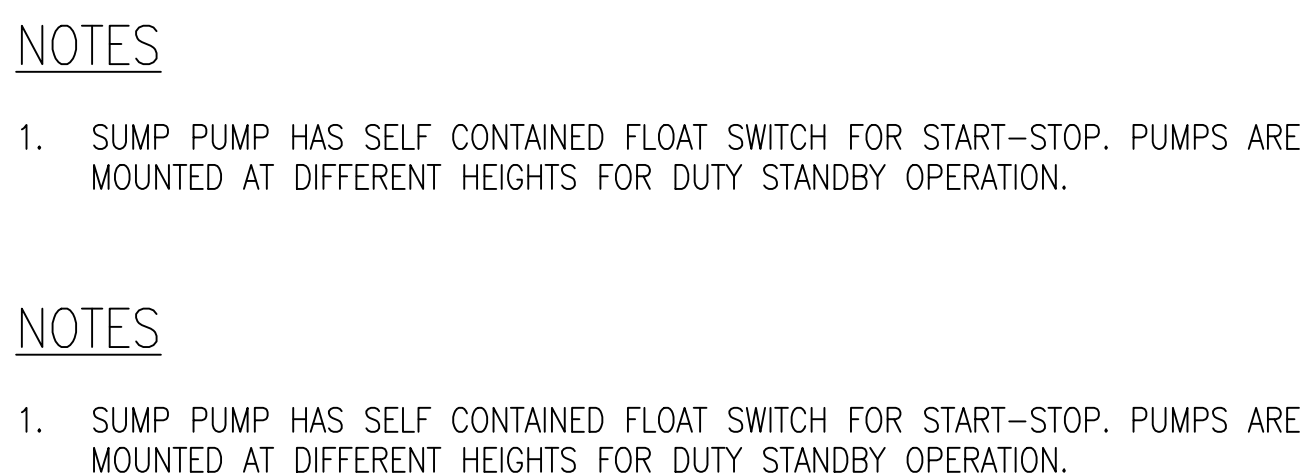 NOTES
1. SUMP PUMP HAS SELF CONTAINED FLOAT SWITCH FOR START-STOP. PUMPS ARE
MOUNTED AT DIFFERENT HEIGHTS FOR DUTY STANDBY OPERATION.
NOTES
1. SUMP PUMP HAS SELF CONTAINED FLOAT SWITCH FOR START-STOP. PUMPS ARE
MOUNTED AT DIFFERENT HEIGHTS FOR DUTY STANDBY OPERATION.